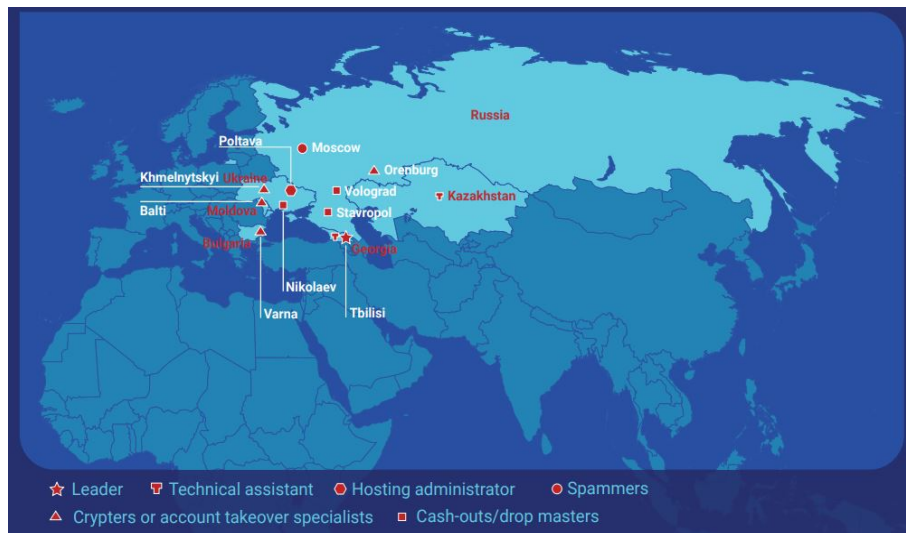 Russia
Poltava
Moscow
Orenburg
Khmelnytskyi
Ukraine
Volograd
Kazakhstan
Balti
Moldova
Stavropol
Bulgaria
Georgia
Nikolaev
Varna
Tbilisi
Leader
Technical assistant
Hosting administrator
Spammers
Crypters or account takeover specialists
Cash-outs/drop masters